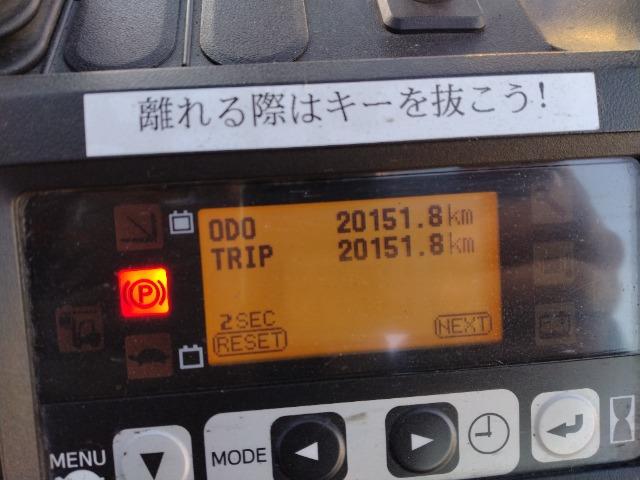 離れる際はキーを抜こう!
ODO 20151.8km
TRIP 20151.8km
2SEC
RESET NEXT
P
MENU MODE